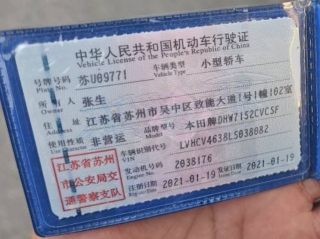 中华人民共和国机动车行驶证
Vehicle License of the People's Republic of China
号牌号码 Plate No. 苏U09771 车辆类型 Vehicle Type 小型轿车
所有人 Owner 张生
住址 江苏省苏州市吴中区致能大道1号1幢102室
使用性质 Use Character 非营运 品牌型号 Model 本田牌DHW7152CVCSF
车辆识别代号 VIN LVHCV4638L5038082
发动机号码 Engine No. 2038176
注册日期 2021-01-19 发证日期 2021-01-19
江苏省苏州
市公安局交
通警察支队